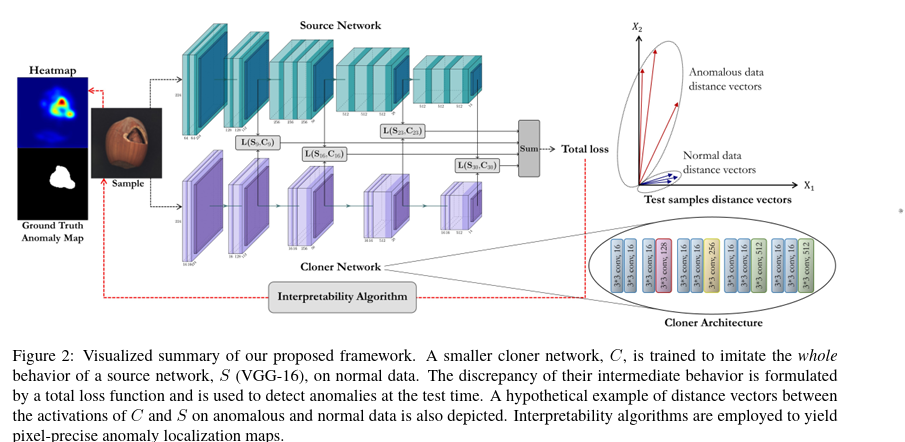 Source Network
Heatmap
Sample
Ground Truth
Anomaly Map
L(S9,C9)
L(S16,C16)
L(S23,C23)
L(S30,C30)
Sum
Total loss
Cloner Network
Interpretability Algorithm
X2
Anomalous data
distance vectors
Normal data
distance vectors
X1
Test samples distance vectors
3*3 conv, 16
3*3 conv, 16
3*3 conv, 16
3*3 conv, 128
3*3 conv, 16
3*3 conv, 16
3*3 conv, 256
3*3 conv, 16
3*3 conv, 16
3*3 conv, 512
3*3 conv, 16
3*3 conv, 16
3*3 conv, 512
Cloner Architecture
Figure 2: Visualized summary of our proposed framework. A smaller cloner network, C, is trained to imitate the whole
behavior of a source network, S (VGG-16), on normal data. The discrepancy of their intermediate behavior is formulated
by a total loss function and is used to detect anomalies at the test time. A hypothetical example of distance vectors between
the activations of C and S on anomalous and normal data is also depicted. Interpretability algorithms are employed to yield
pixel-precise anomaly localization maps.